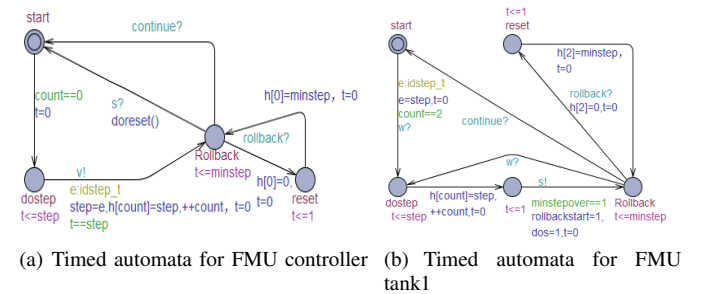 start
continue?
count==0
t=0
s?
doreset()
h[0]=minstep，t=0
rollback?
Rollback
t<=minstep
v!
e:idstep_t
step=e,h[count]=step,++count，t=0
t==step
dostep
t<=step
h[0]=0,
t=0
reset
t<=1
(a) Timed automata for FMU controller
t<=1
reset
start
h[2]=minstep，
t=0
e:idstep_t
e=step,t=0
count==2
w?
rollback?
h[2]=0,t=0
continue?
w?
dostep
t<=step
h[count]=step,
++count,t=0
t<=1
s!
minstepover==1
rollbackstart=1,
dos=1,t=0
Rollback
t<=minstep
(b) Timed automata for FMU
tank1